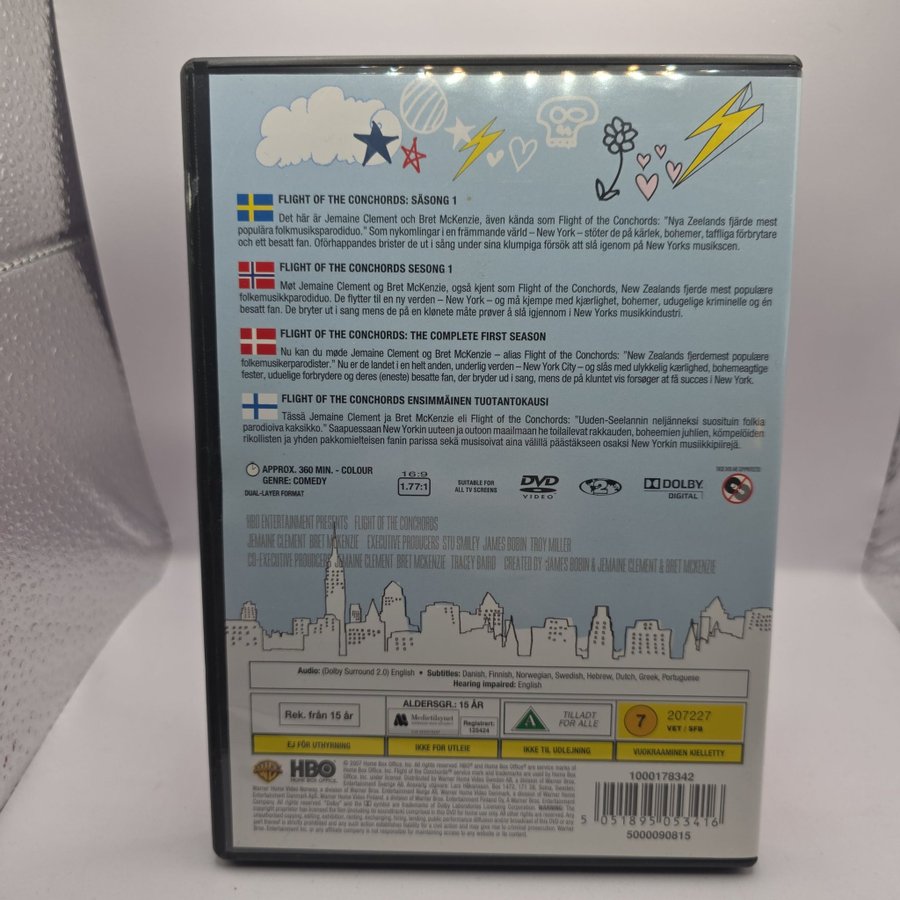 FLIGHT OF THE CONCHORDS: SÄSONG 1
Det här är Jemaine Clement och Bret McKenzie, även kända som Flight of the Conchords: "Nya Zeelands fjärde mest
populära folkmusiksparodiduo." Som nykomlingar i en främmande värld – New York – stöter de på kärlek, bohemer, taffliga förbrytare
och ett besatt fan. Oförhappandes brister de ut i sång under sina klumpiga försök att slå igenom på New Yorks musikscen.
FLIGHT OF THE CONCHORDS SESONG 1
Møt Jemaine Clement og Bret McKenzie, også kjent som Flight of the Conchords, New Zealands fjerde mest populære
folkemusikkparodiduo. De flytter til en ny verden – New York – og må kjempe med kjærlighet, bohemer, udugelige kriminelle og én
besatt fan. De bryter ut i sang mens de på en klønete måte prøver å slå igjennom i New Yorks musikkindustri.
FLIGHT OF THE CONCHORDS: THE COMPLETE FIRST SEASON
Nu kan du møde Jemaine Clement og Bret McKenzie – alias Flight of the Conchords: "New Zealands fjerdemest populære
folkemusikerparodister." Nu er de landet i en helt anden, underlig verden – New York City – og slås med ulykkelig kærlighed, bohemeagtige
fester, uduelige forbrydere og deres (eneste) besatte fan, der bryder ud i sang, mens de på kluntet vis forsøger at få succes i New York.
FLIGHT OF THE CONCHORDS ENSIMMÄINEN TUOTANTOKAUSI
Tässä Jemaine Clement ja Bret McKenzie eli Flight of the Conchords: "Uuden-Seelannin neljänneksi suosituin folkia
parodioiva kaksikko." Saapuessaan New Yorkin uuteen ja outoon maailmaan he toilailevat rakkauden, boheemien juhlien, kömpelöiden
rikollisten ja yhden pakkomielteisen fanin parissa sekä musisoivat aina välillä päästäkseen osaksi New Yorkin musiikkipiirejä.
APPROX. 360 MIN. - COLOUR
GENRE: COMEDY
DUAL-LAYER FORMAT
16:9
1.77:1
SUITABLE FOR
ALL TV SCREENS
DVD
VIDEO
2
DOLBY
DIGITAL
HBO ENTERTAINMENT PRESENTS FLIGHT OF THE CONCHORDS
JEMAINE CLEMENT BRET MCKENZIE EXECUTIVE PRODUCERS STU SMILEY JAMES BOBIN TROY MILLER
CO-EXECUTIVE PRODUCERS JEMAINE CLEMENT BRET MCKENZIE TRACEY BAIRD CREATED BY JAMES BOBIN & JEMAINE CLEMENT & BRET MCKENZIE
Audio: (Dolby Surround 2.0) English • Subtitles: Danish, Finnish, Norwegian, Swedish, Hebrew, Dutch, Greek, Portuguese
Hearing impaired: English
Rek. från 15 år
ALDERSGR.: 15 ÅR
Medietilsynet
Registrert:
135424
A
TILLADT
FOR ALLE
7
207227
VET / SFB
EJ FÖR UTHYRNING
IKKE FOR UTLEIE
IKKE TIL UDLEJNING
VUOKRAAMINEN KIELLETTY
HBO
HOME BOX OFFICE
1000178342
5 051895 053416
5000090815